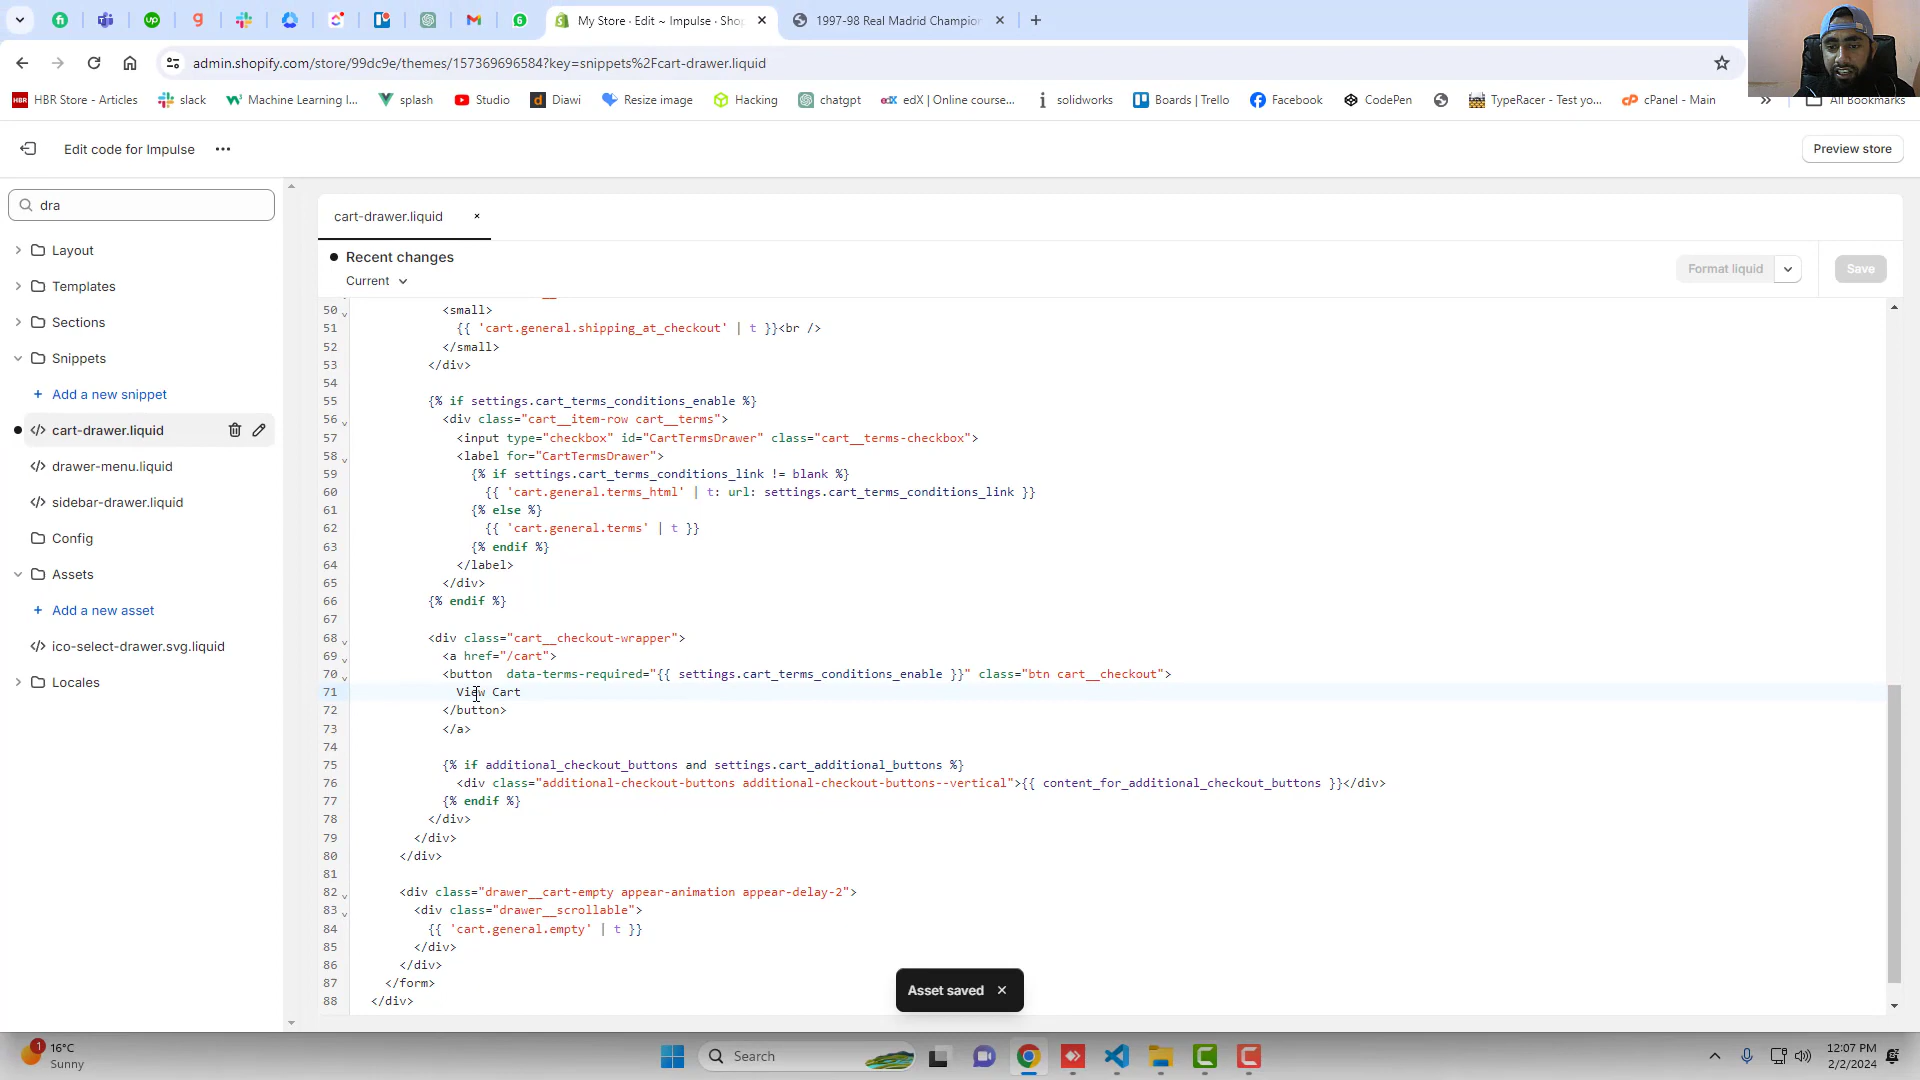 My Store · Edit ~ Impulse · Shop
1997-98 Real Madrid Champion
admin.shopify.com/store/99dc9e/themes/157369696584?key=snippets%2Fcart-drawer.liquid
HBR Store - Articles
slack
Machine Learning I...
splash
Studio
Diawi
Resize image
Hacking
chatgpt
edX | Online course...
solidworks
Boards | Trello
Facebook
CodePen
TypeRacer - Test yo...
cPanel - Main
All Bookmarks
Edit code for Impulse
Preview store
dra
Layout
Templates
Sections
Snippets
Add a new snippet
cart-drawer.liquid
drawer-menu.liquid
sidebar-drawer.liquid
Config
Assets
Add a new asset
ico-select-drawer.svg.liquid
Locales
cart-drawer.liquid
Recent changes
Current
Format liquid
Save
50 <small>
51 {{ 'cart.general.shipping_at_checkout' | t }}<br />
52 </small>
53 </div>
54
55 {% if settings.cart_terms_conditions_enable %}
56 <div class="cart__item-row cart__terms">
57 <input type="checkbox" id="CartTermsDrawer" class="cart__terms-checkbox">
58 <label for="CartTermsDrawer">
59 {% if settings.cart_terms_conditions_link != blank %}
60 {{ 'cart.general.terms_html' | t: url: settings.cart_terms_conditions_link }}
61 {% else %}
62 {{ 'cart.general.terms' | t }}
63 {% endif %}
64 </label>
65 </div>
66 {% endif %}
67
68 <div class="cart__checkout-wrapper">
69 <a href="/cart">
70 <button  data-terms-required="{{ settings.cart_terms_conditions_enable }}" class="btn cart__checkout">
71 View Cart
72 </button>
73 </a>
74
75 {% if additional_checkout_buttons and settings.cart_additional_buttons %}
76 <div class="additional-checkout-buttons additional-checkout-buttons--vertical">{{ content_for_additional_checkout_buttons }}</div>
77 {% endif %}
78 </div>
79 </div>
80 </div>
81
82 <div class="drawer__cart-empty appear-animation appear-delay-2">
83 <div class="drawer__scrollable">
84 {{ 'cart.general.empty' | t }}
85 </div>
86 </div>
87 </form>
88 </div>
Asset saved
1
16°C
Sunny
Search
12:07 PM
2/2/2024